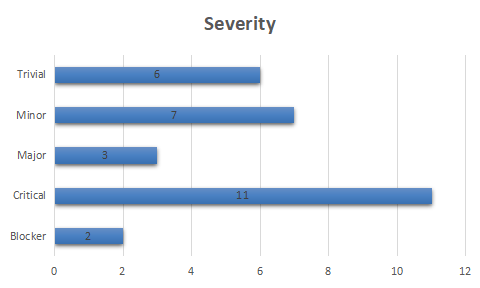 Severity
Trivial 6
Minor 7
Major 3
Critical 11
Blocker 2
0 2 4 6 8 10 12